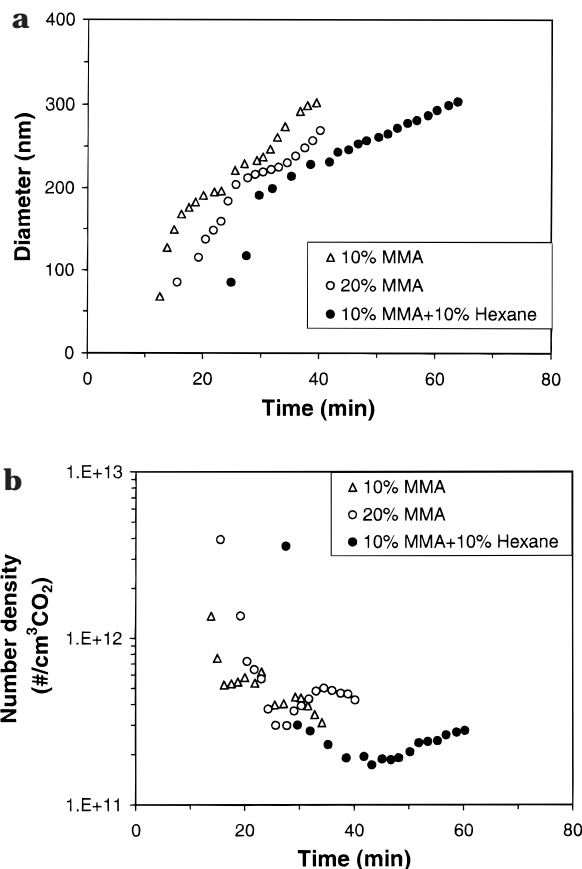 a
400
300
200
100
0
Diameter (nm)
△ 10% MMA
○ 20% MMA
● 10% MMA+10% Hexane
0 20 40 60 80
Time (min)
b
1.E+13
1.E+12
1.E+11
Number density
(#/cm³CO₂)
△ 10% MMA
○ 20% MMA
● 10% MMA+10% Hexane
0 20 40 60 80
Time (min)